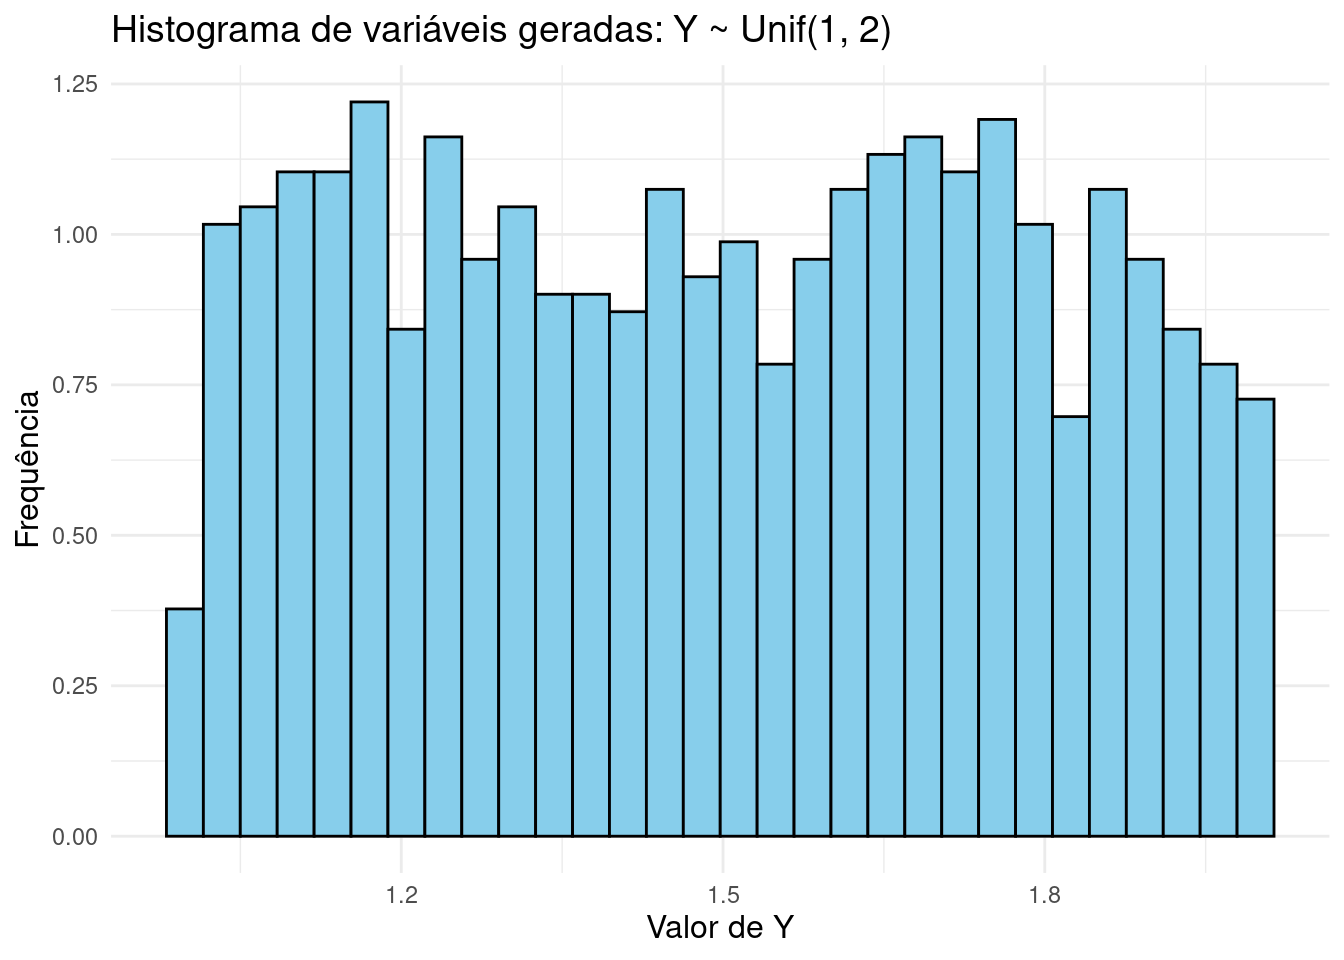 Histograma de variáveis geradas: Y ~ Unif(1, 2)
1.25
1.00
0.75
0.50
0.25
0.00
Frequência
1.2 1.5 1.8
Valor de Y